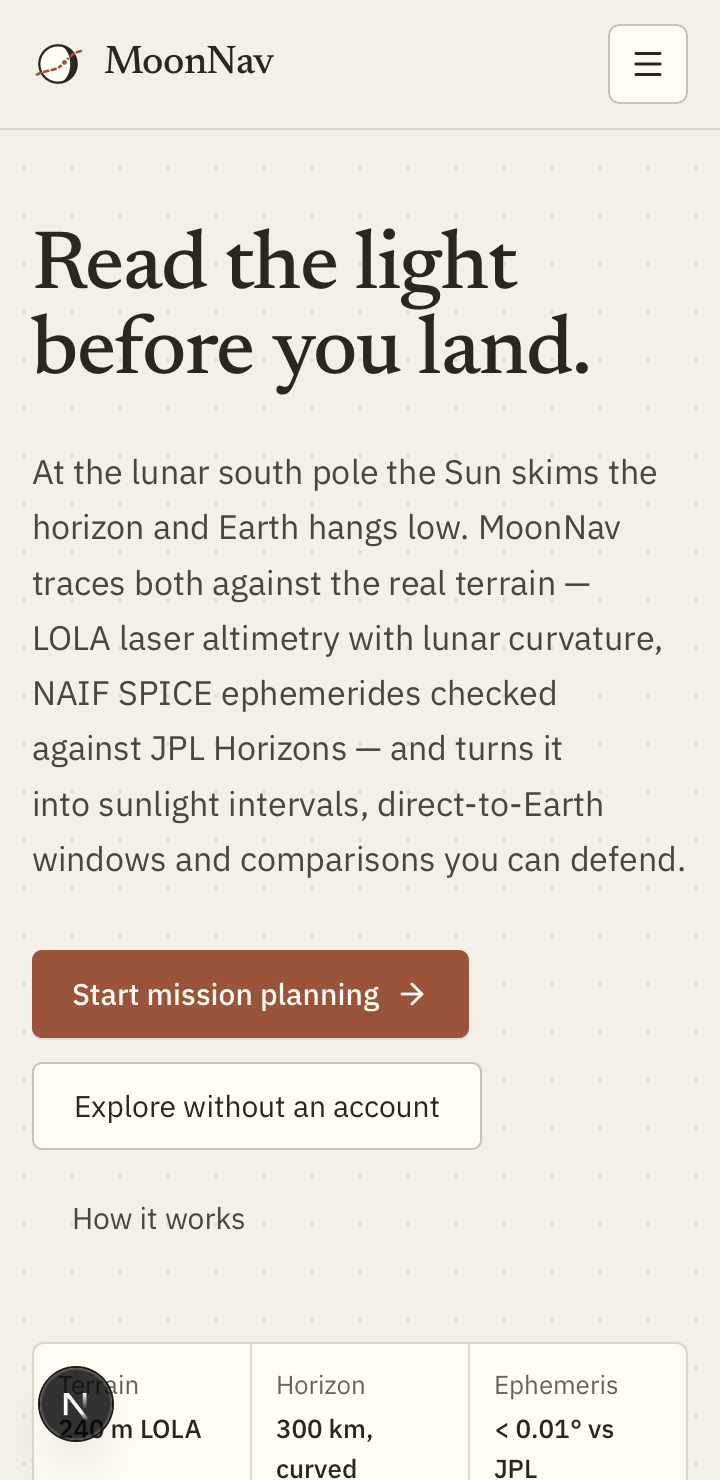 MoonNav
Read the light
before you land.
At the lunar south pole the Sun skims the
horizon and Earth hangs low. MoonNav
traces both against the real terrain —
LOLA laser altimetry with lunar curvature,
NAIF SPICE ephemerides checked
against JPL Horizons — and turns it
into sunlight intervals, direct-to-Earth
windows and comparisons you can defend.
Start mission planning →
Explore without an account
How it works
Terrain
240 m LOLA
Horizon
300 km,
curved
Ephemeris
< 0.01° vs
JPL
N